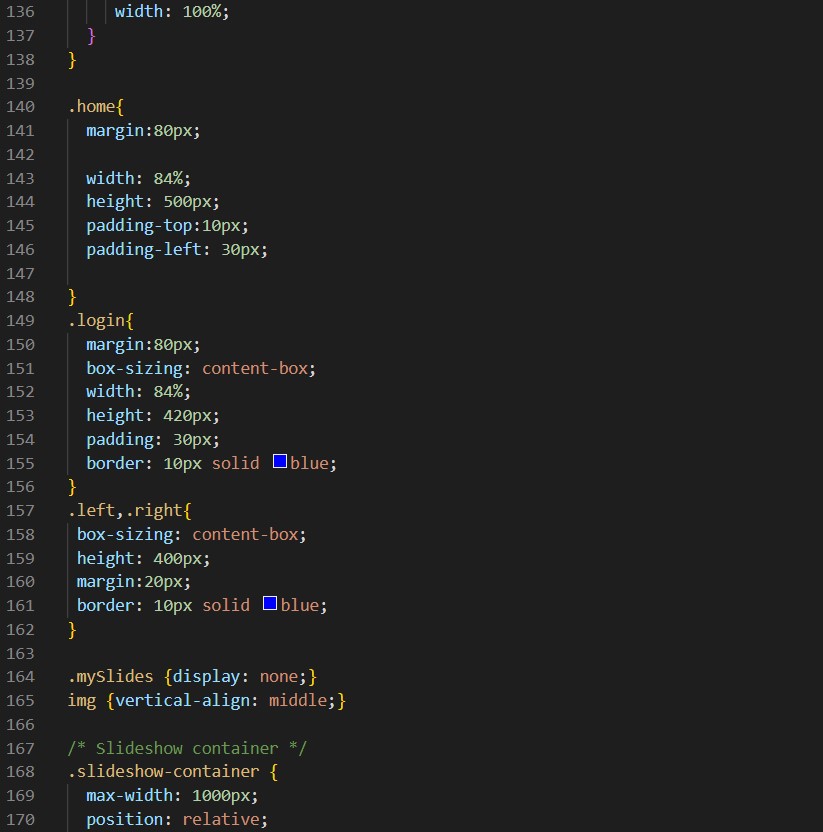 136 width: 100%;
137 }
138 }
139
140 .home{
141 margin:80px;
142
143 width: 84%;
144 height: 500px;
145 padding-top:10px;
146 padding-left: 30px;
147
148 }
149 .login{
150 margin:80px;
151 box-sizing: content-box;
152 width: 84%;
153 height: 420px;
154 padding: 30px;
155 border: 10px solid blue;
156 }
157 .left,.right{
158 box-sizing: content-box;
159 height: 400px;
160 margin:20px;
161 border: 10px solid blue;
162 }
163
164 .mySlides {display: none;}
165 img {vertical-align: middle;}
166
167 /* Slideshow container */
168 .slideshow-container {
169 max-width: 1000px;
170 position: relative;